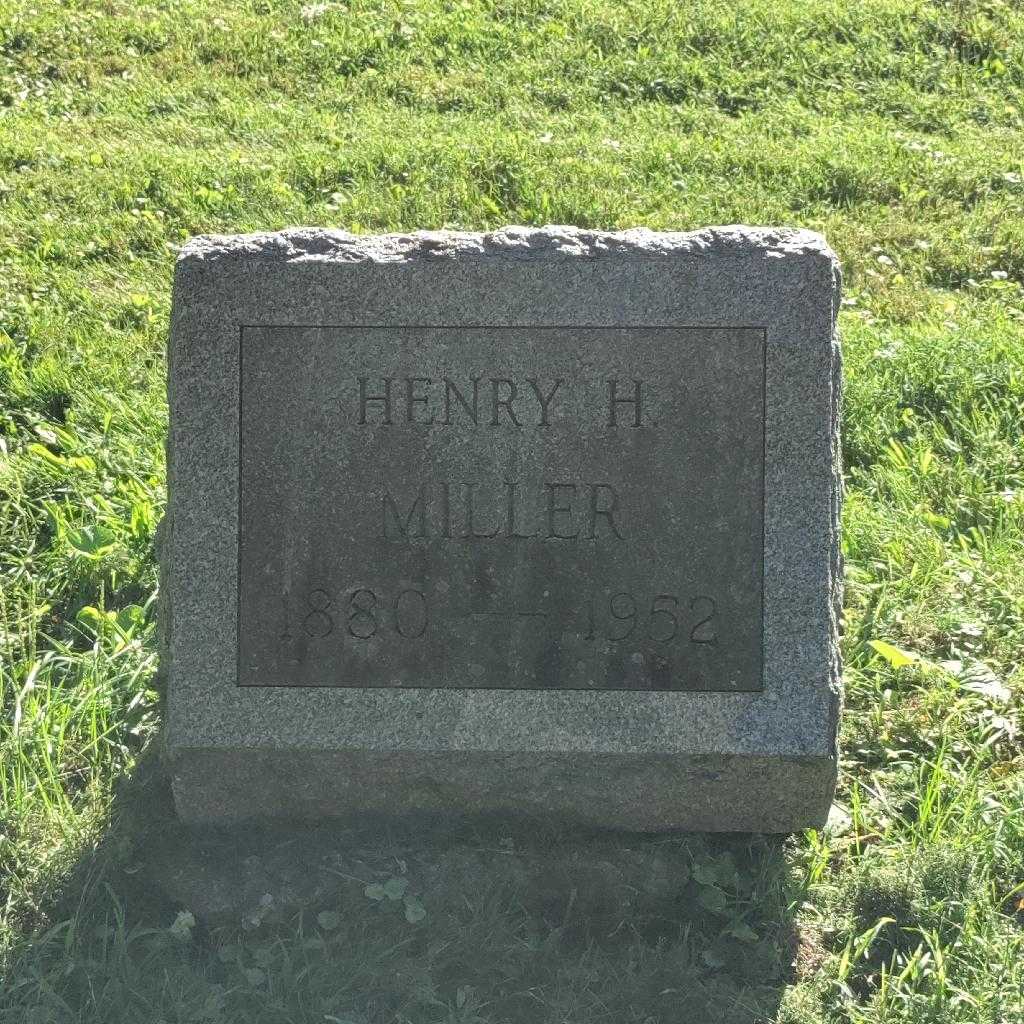 HENRY H.
MILLER
1880 — 1952